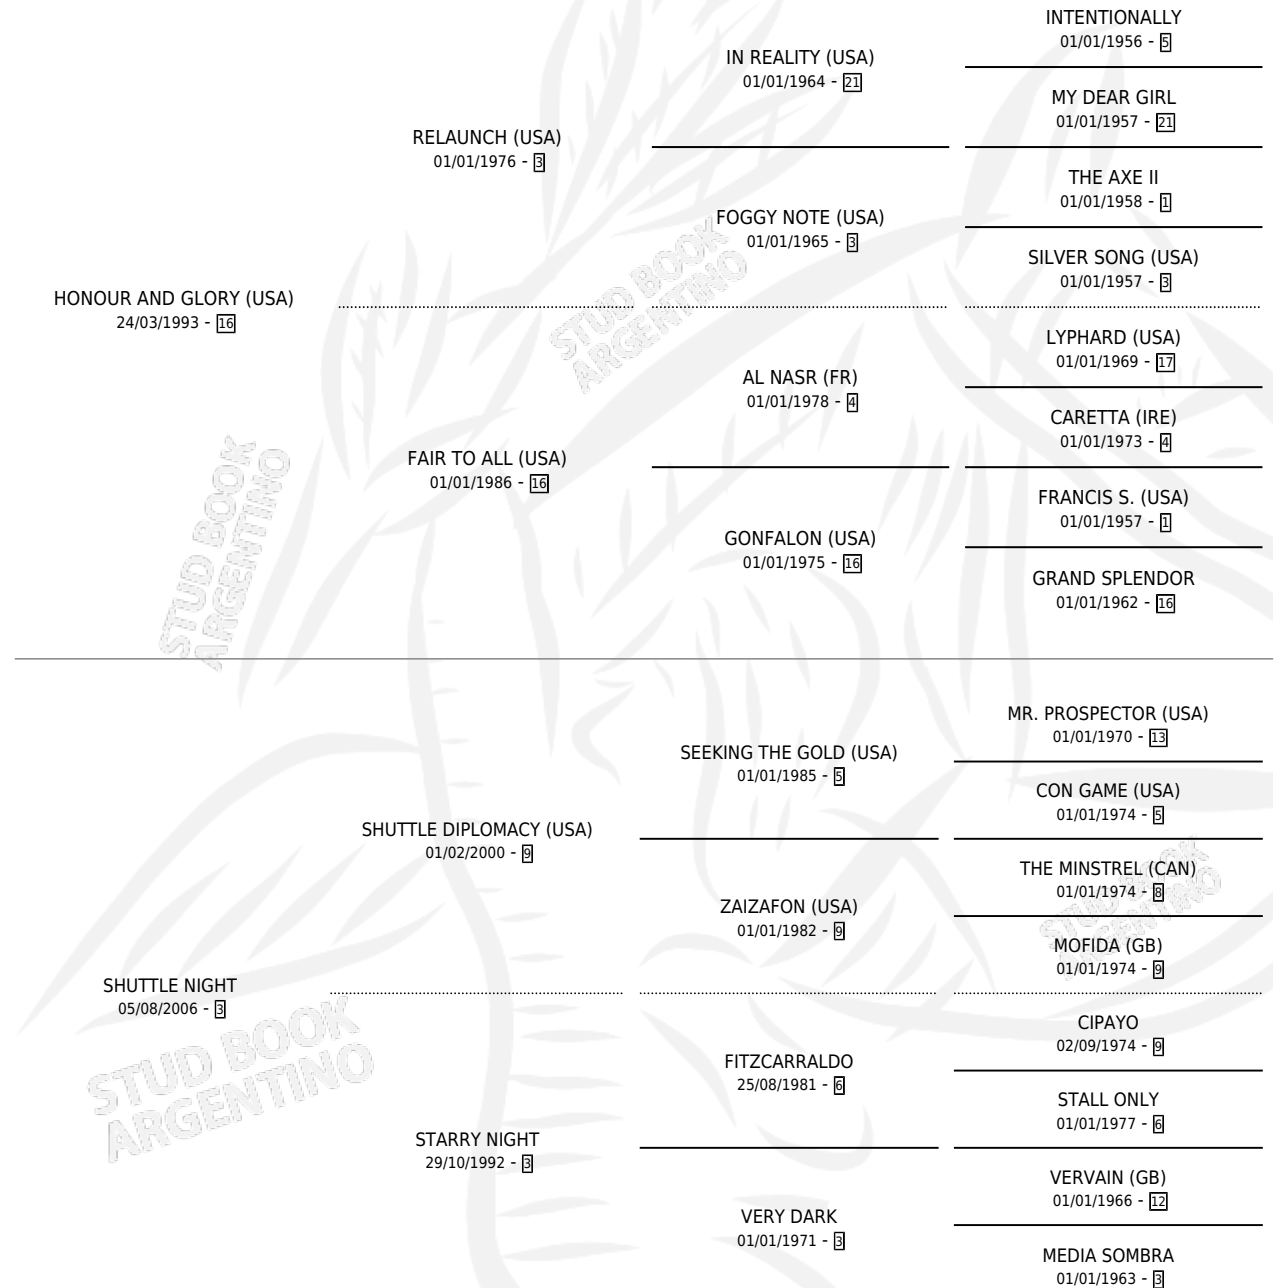 INTENTIONALLY
01/01/1956 - 5
IN REALITY (USA)
01/01/1964 - 21
MY DEAR GIRL
01/01/1957 - 21
RELAUNCH (USA)
01/01/1976 - 3
THE AXE II
01/01/1958 - 1
FOGGY NOTE (USA)
01/01/1965 - 3
SILVER SONG (USA)
01/01/1957 - 3
HONOUR AND GLORY (USA)
24/03/1993 - 16
LYPHARD (USA)
01/01/1969 - 17
AL NASR (FR)
01/01/1978 - 4
CARETTA (IRE)
01/01/1973 - 4
FAIR TO ALL (USA)
01/01/1986 - 16
FRANCIS S. (USA)
01/01/1957 - 1
GONFALON (USA)
01/01/1975 - 16
GRAND SPLENDOR
01/01/1962 - 16
MR. PROSPECTOR (USA)
01/01/1970 - 13
SEEKING THE GOLD (USA)
01/01/1985 - 5
CON GAME (USA)
01/01/1974 - 5
SHUTTLE DIPLOMACY (USA)
01/02/2000 - 9
THE MINSTREL (CAN)
01/01/1974 - 8
ZAIZAFON (USA)
01/01/1982 - 9
MOFIDA (GB)
01/01/1974 - 9
SHUTTLE NIGHT
05/08/2006 - 3
CIPAYO
02/09/1974 - 9
FITZCARRALDO
25/08/1981 - 6
STALL ONLY
01/01/1977 - 6
STARRY NIGHT
29/10/1992 - 3
VERVAIN (GB)
01/01/1966 - 12
VERY DARK
01/01/1971 - 3
MEDIA SOMBRA
01/01/1963 - 3
STUD BOOK
ARGENTINO
STUD BOOK
ARGENTINO
STUD BOOK
ARGENTINO
STUD BOOK
ARGENTINO